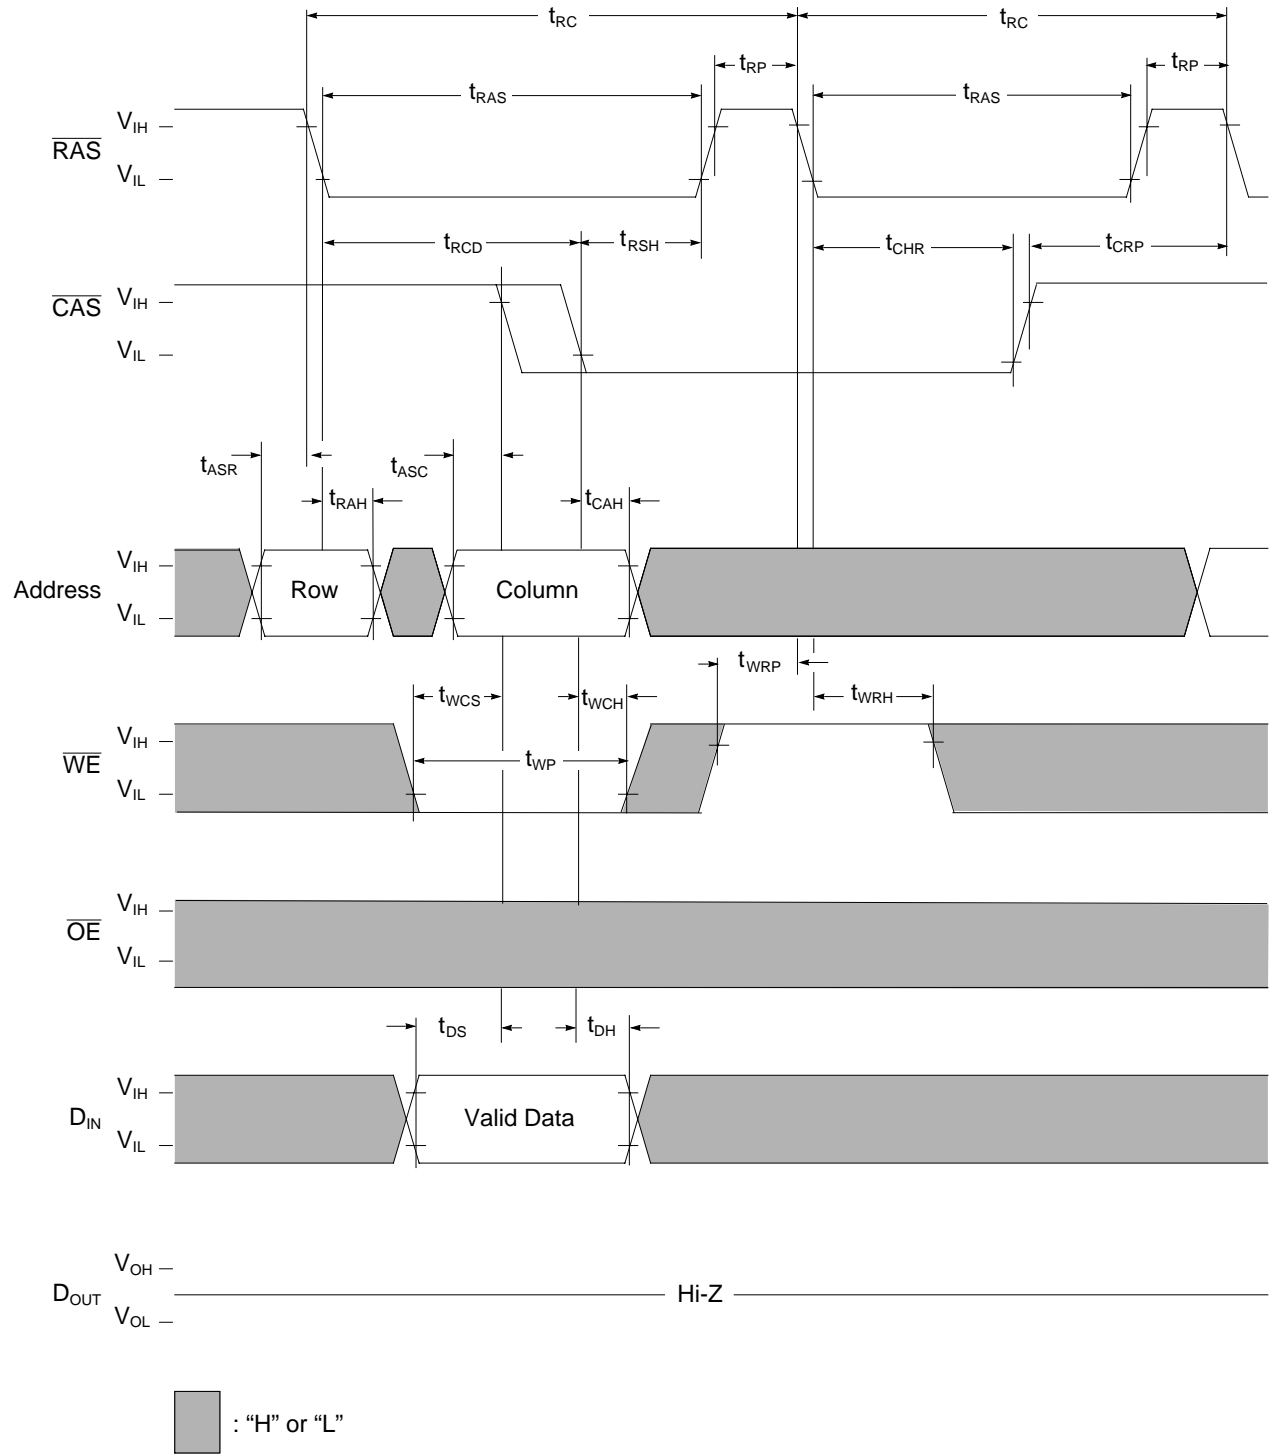 tRC tRC
tRP tRP
tRAS tRAS
RAS VIH
VIL
tRCD tRSH tCHR tCRP
CAS VIH
VIL
tASR tASC
tRAH tCAH
Address VIH
VIL
Row Column
tWRP
tWCS tWCH tWRH
WE VIH
VIL
tWP
OE VIH
VIL
tDS tDH
DIN VIH
VIL
Valid Data
DOUT VOH
VOL
Hi-Z
: “H” or “L”